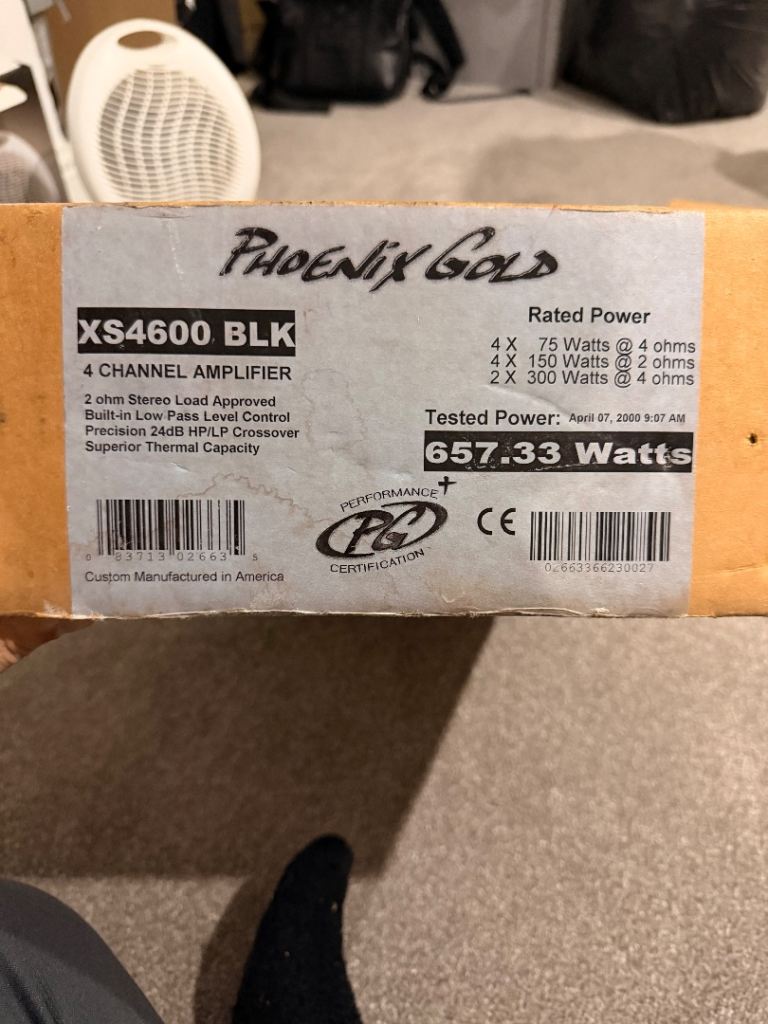 PHOENIX GOLD
XS4600 BLK
4 CHANNEL AMPLIFIER
2 ohm Stereo Load Approved
Built-in Low Pass Level Control
Precision 24dB HP/LP Crossover
Superior Thermal Capacity
Rated Power
4 X 75 Watts @ 4 ohms
4 X 150 Watts @ 2 ohms
2 X 300 Watts @ 4 ohms
Tested Power: April 07, 2000 9:07 AM
657.33 Watts
0 83713 02663 5
Custom Manufactured in America
PERFORMANCE+
PG
CERTIFICATION
CE
02663366230027